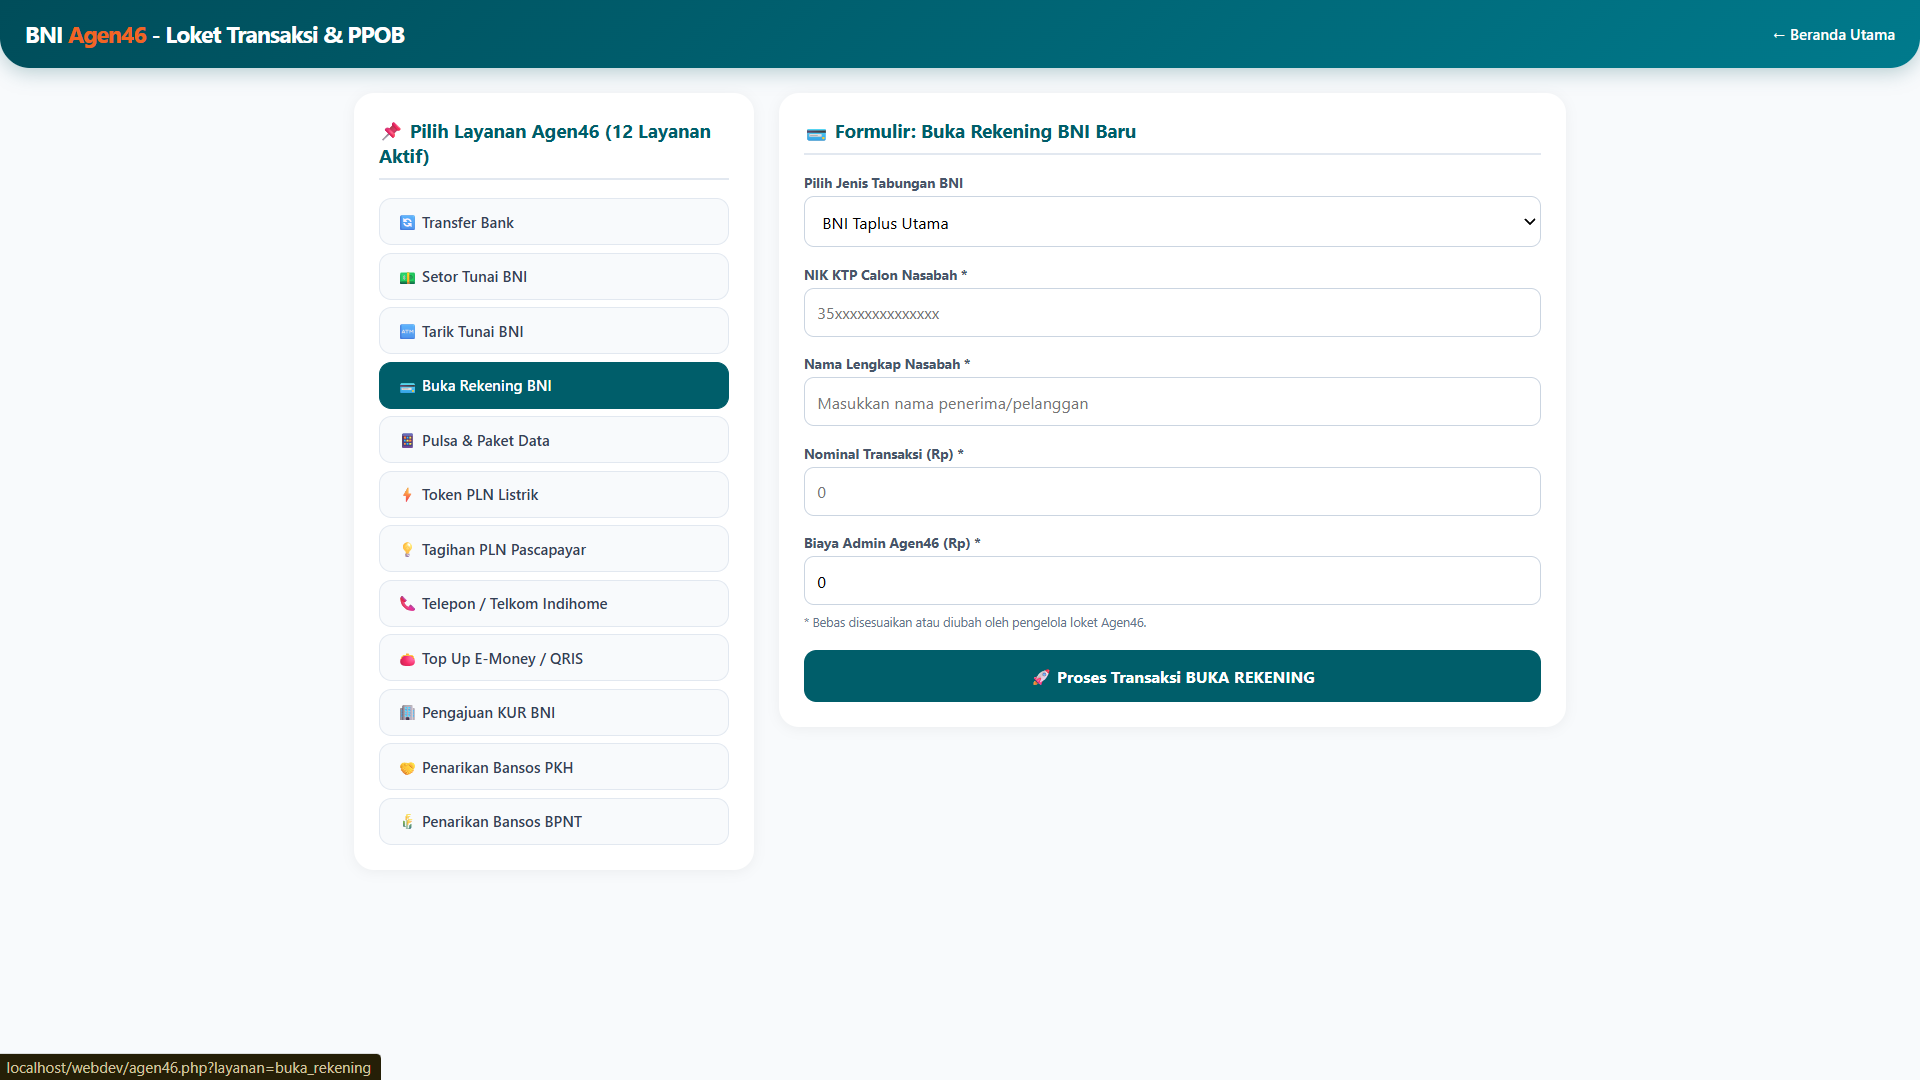 BNI Agen46 - Loket Transaksi & PPOB
← Beranda Utama
Pilih Layanan Agen46 (12 Layanan
Aktif)
Transfer Bank
Setor Tunai BNI
Tarik Tunai BNI
Buka Rekening BNI
Pulsa & Paket Data
Token PLN Listrik
Tagihan PLN Pascapayar
Telepon / Telkom Indihome
Top Up E-Money / QRIS
Pengajuan KUR BNI
Penarikan Bansos PKH
Penarikan Bansos BPNT
Formulir: Buka Rekening BNI Baru
Pilih Jenis Tabungan BNI
BNI Taplus Utama
NIK KTP Calon Nasabah *
35xxxxxxxxxxxxxx
Nama Lengkap Nasabah *
Masukkan nama penerima/pelanggan
Nominal Transaksi (Rp) *
0
Biaya Admin Agen46 (Rp) *
0
* Bebas disesuaikan atau diubah oleh pengelola loket Agen46.
Proses Transaksi BUKA REKENING
localhost/webdev/agen46.php?layanan=buka_rekening